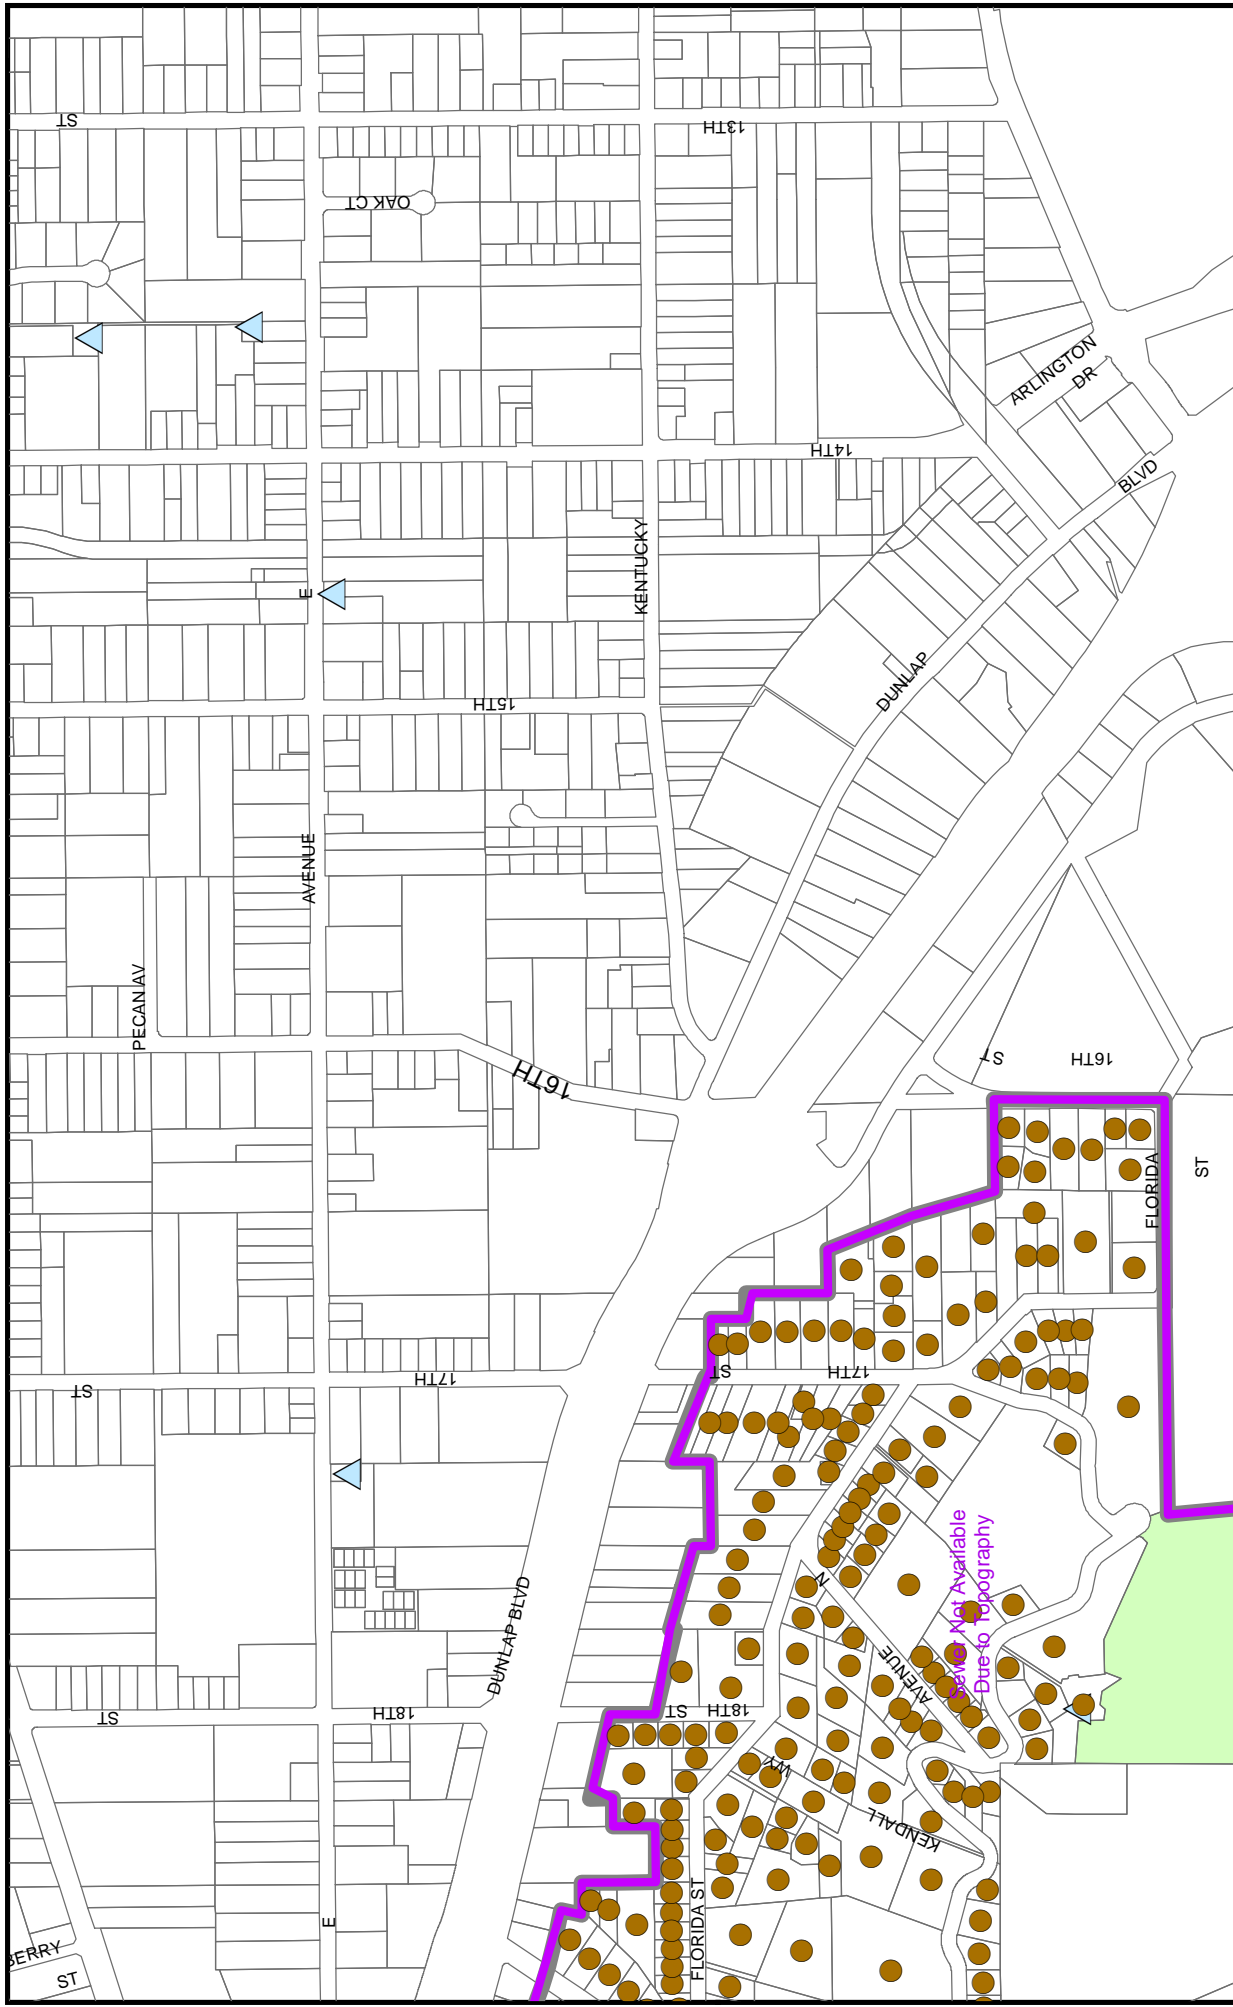 ST
13TH
OAK CT
ARLINGTON
DR
14TH
BLVD
KENTUCKY
E
DUNLAP
15TH
AVENUE
PECAN AV
16TH
ST
16TH
FLORIDA
ST
ST
17TH
ST
17TH
Sewer Not Available
Due to Topography
N
AVENUE
DUNLAP BLVD
ST
18TH
ST
18TH
WY
KENDALL
FLORIDA ST
E
BERRY
ST